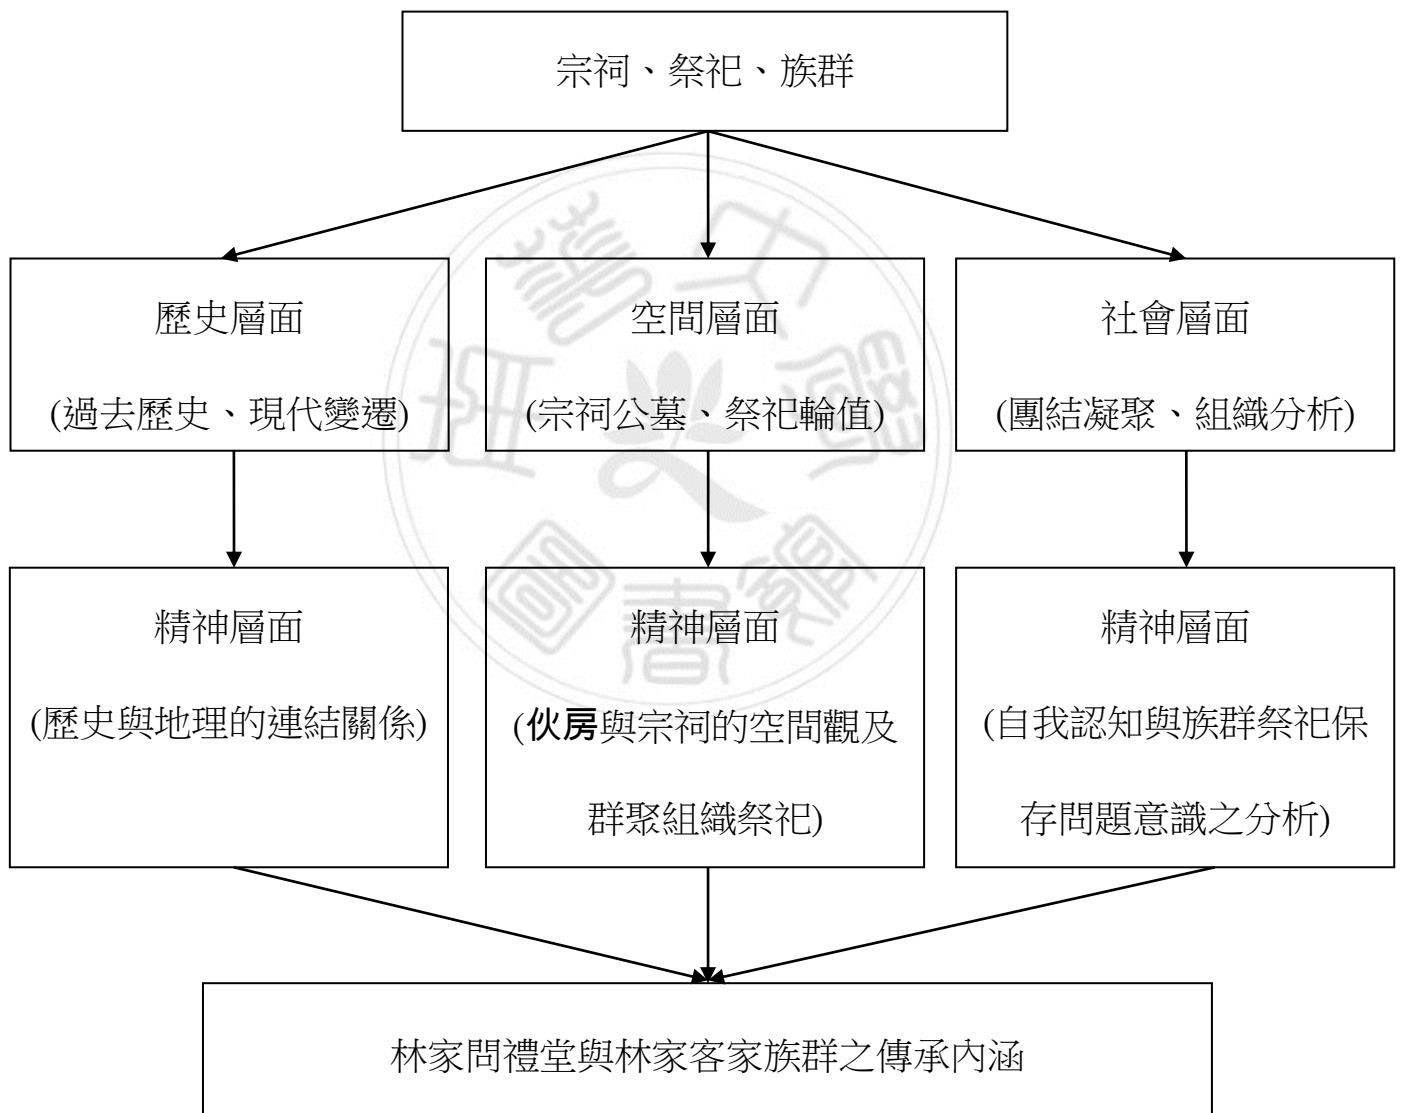 宗祠、祭祀、族群
歷史層面
(過去歷史、現代變遷)
空間層面
(宗祠公墓、祭祀輪值)
社會層面
(團結凝聚、組織分析)
精神層面
(歷史與地理的連結關係)
精神層面
(伙房與宗祠的空間觀及
群聚組織祭祀)
精神層面
(自我認知與族群祭祀保
存問題意識之分析)
林家問禮堂與林家客家族群之傳承內涵